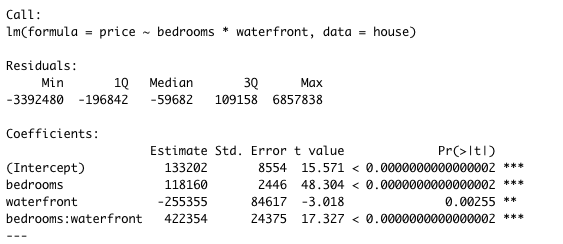 Call:
lm(formula = price ~ bedrooms * waterfront, data = house)
Residuals:
Min 1Q Median 3Q Max
-3392480 -196842 -59682 109158 6857838
Coefficients:
Estimate Std. Error t value Pr(>|t|)
(Intercept) 133202 8554 15.571 < 0.0000000000000002 ***
bedrooms 118160 2446 48.304 < 0.0000000000000002 ***
waterfront -255355 84617 -3.018 0.00255 **
bedrooms:waterfront 422354 24375 17.327 < 0.0000000000000002 ***
---